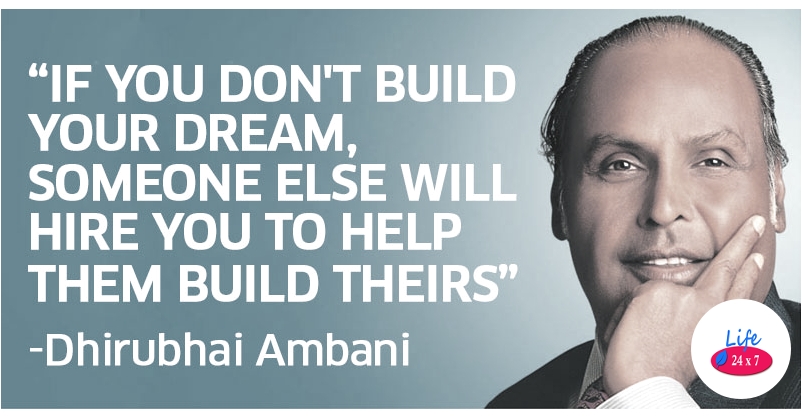 “IF YOU DON'T BUILD
YOUR DREAM,
SOMEONE ELSE WILL
HIRE YOU TO HELP
THEM BUILD THEIRS”
-Dhirubhai Ambani
Life
24 x 7